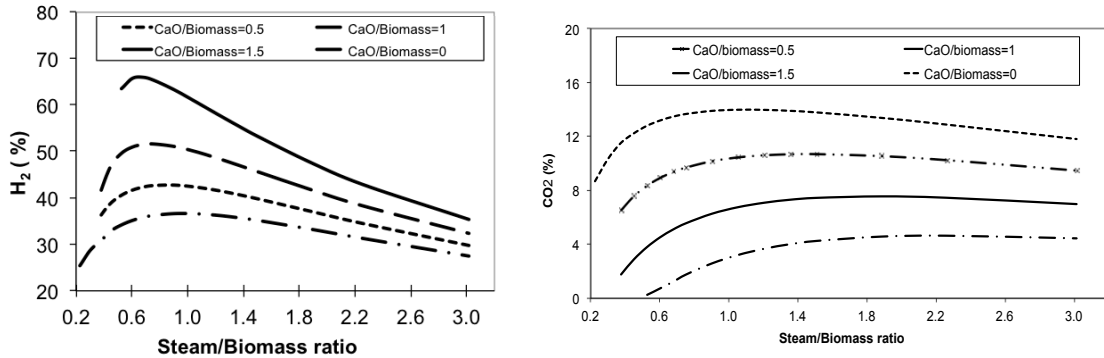 80
70
60
50
40
30
20
H2 ( %)
CaO/Biomass=0.5 CaO/Biomass=1
CaO/Biomass=1.5 CaO/Biomass=0
0.2 0.6 1.0 1.4 1.8 2.2 2.6 3.0
Steam/Biomass ratio
20
16
12
8
4
0
CO2 (%)
CaO/biomass=0.5 CaO/biomass=1
CaO/biomass=1.5 CaO/Biomass=0
0.2 0.6 1.0 1.4 1.8 2.2 2.6 3.0
Steam/Biomass ratio